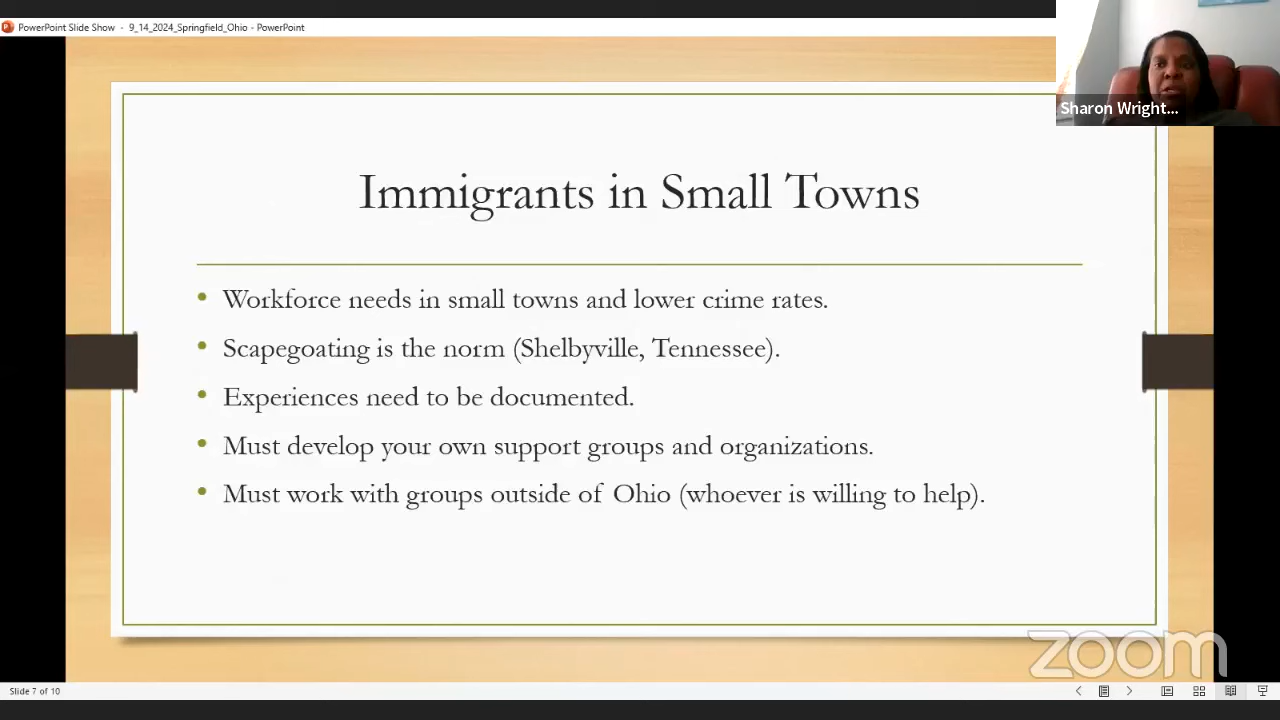 PowerPoint Slide Show - 9_14_2024_Springfield_Ohio - PowerPoint
Sharon Wright...
Immigrants in Small Towns
• Workforce needs in small towns and lower crime rates.
• Scapegoating is the norm (Shelbyville, Tennessee).
• Experiences need to be documented.
• Must develop your own support groups and organizations.
• Must work with groups outside of Ohio (whoever is willing to help).
zoom
Slide 7 of 10